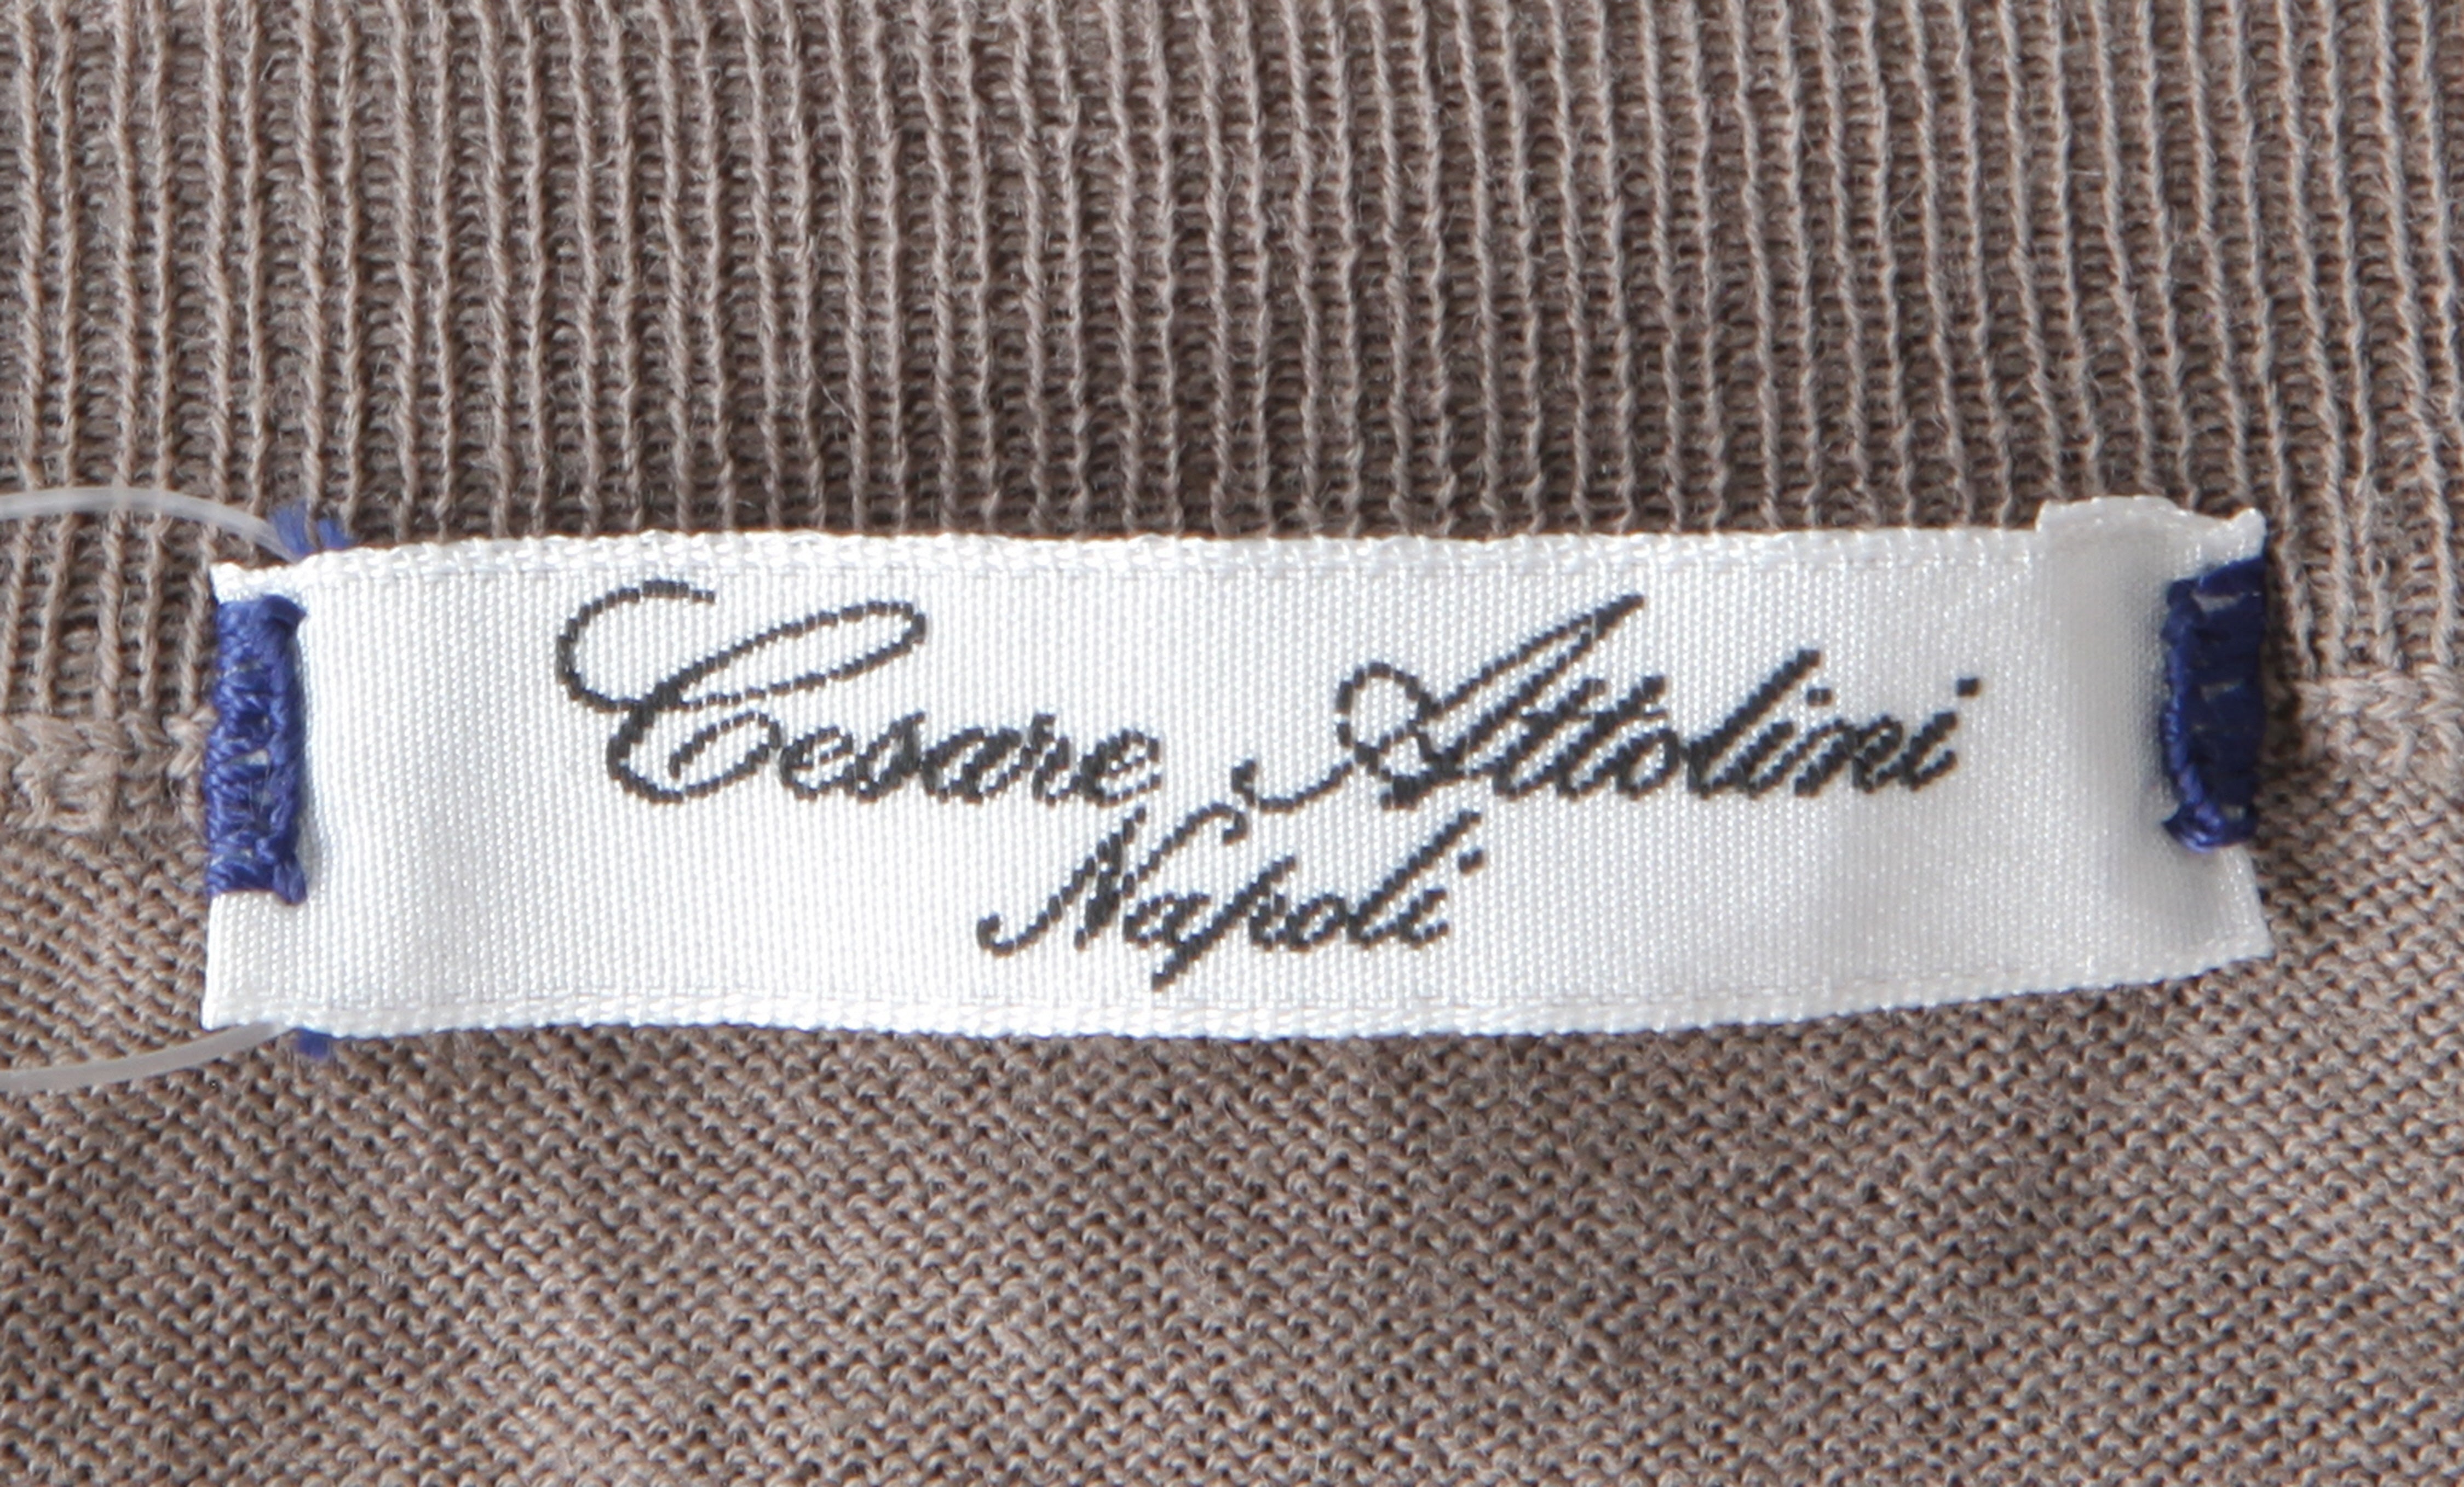 Cesare Attolini
Napoli